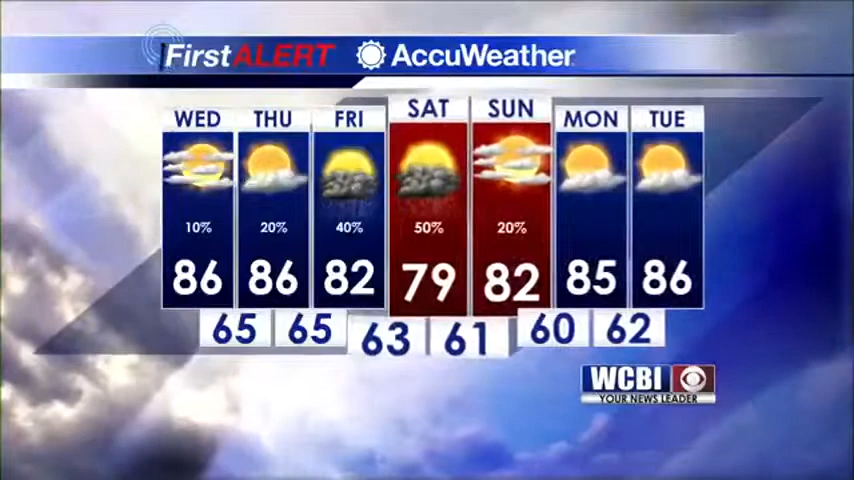 First ALERT AccuWeather
WED THU FRI SAT SUN MON TUE
10% 20% 40% 50% 20%
86 86 82 79 82 85 86
65 65 63 61 60 62
WCBI
YOUR NEWS LEADER